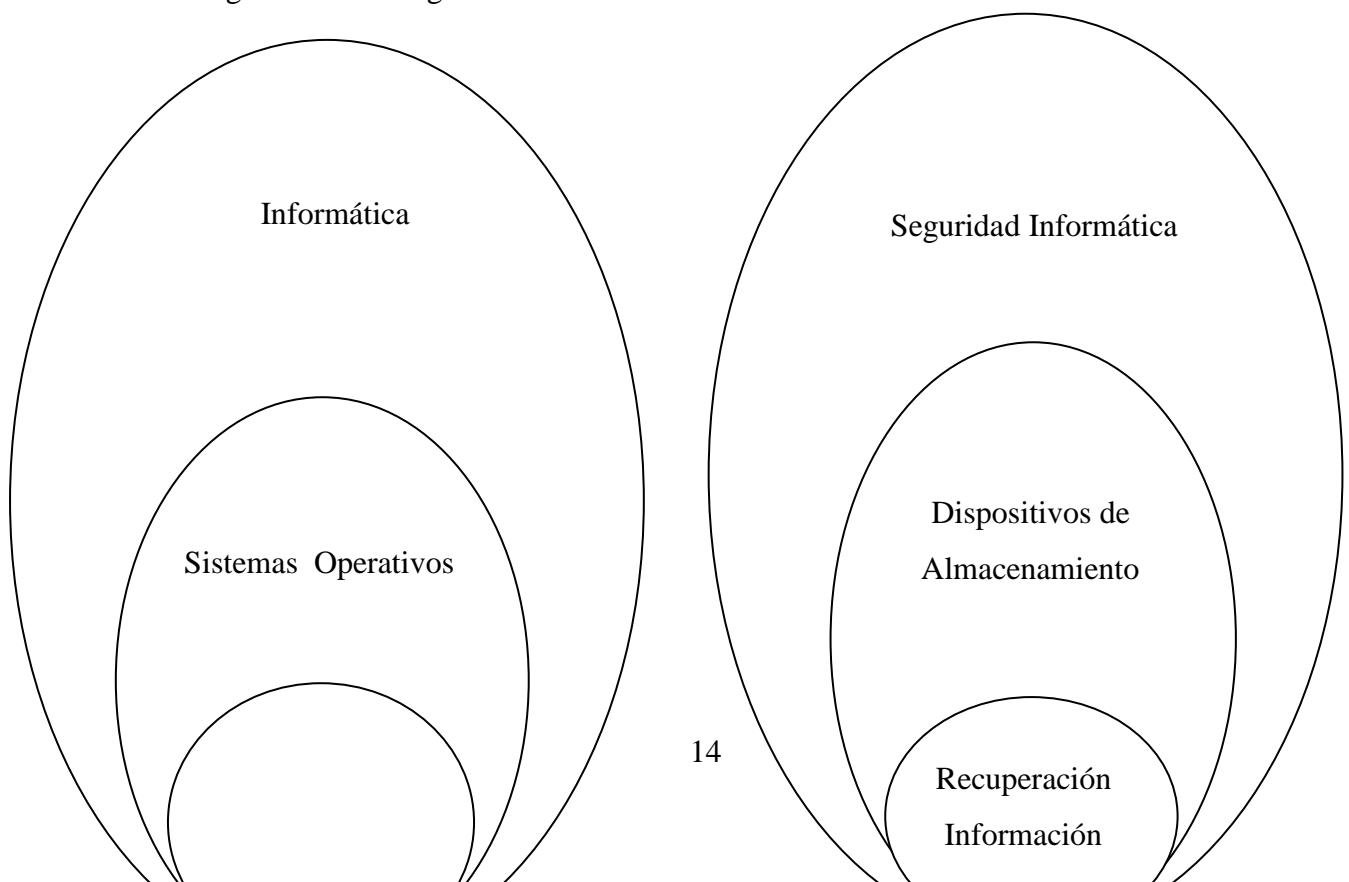 Informática
Sistemas Operativos
Seguridad Informática
Dispositivos de
Almacenamiento
Recuperación
Información
14